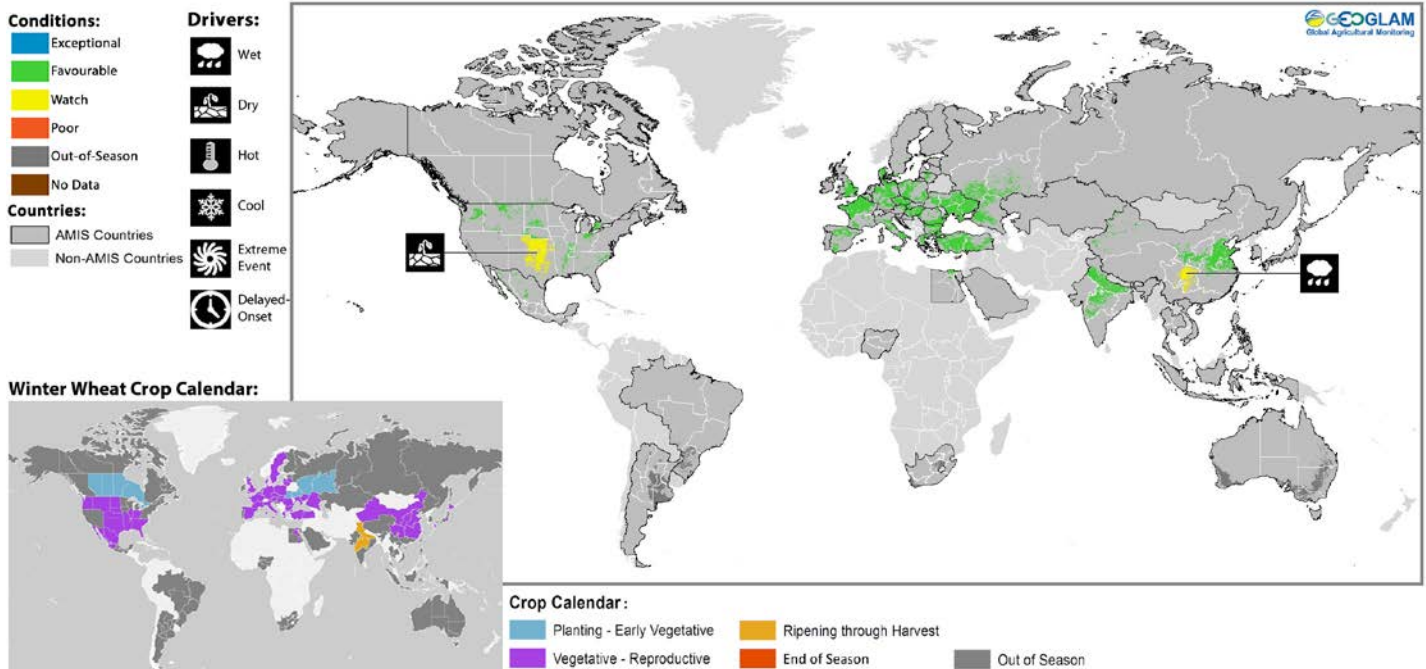 Conditions:
Exceptional
Favourable
Watch
Poor
Out-of-Season
No Data
Countries:
AMIS Countries
Non-AMIS Countries
Drivers:
Wet
Dry
Hot
Cool
Extreme
Event
Delayed-
Onset
GEOGLAM
Global Agricultural Monitoring
Winter Wheat Crop Calendar:
Crop Calendar :
Planting - Early Vegetative
Ripening through Harvest
Vegetative - Reproductive
End of Season
Out of Season